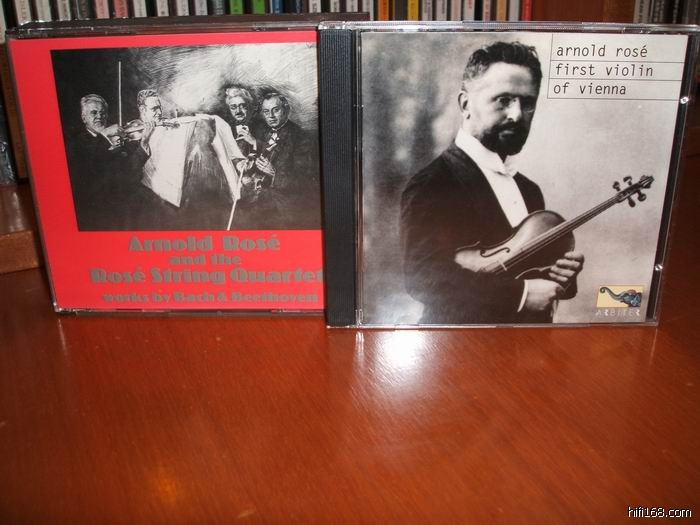 Arnold Rosé
and the
Rosé String Quartet
works by Bach & Beethoven
arnold rosé
first violin
of vienna
ARBITER
hifi168.com